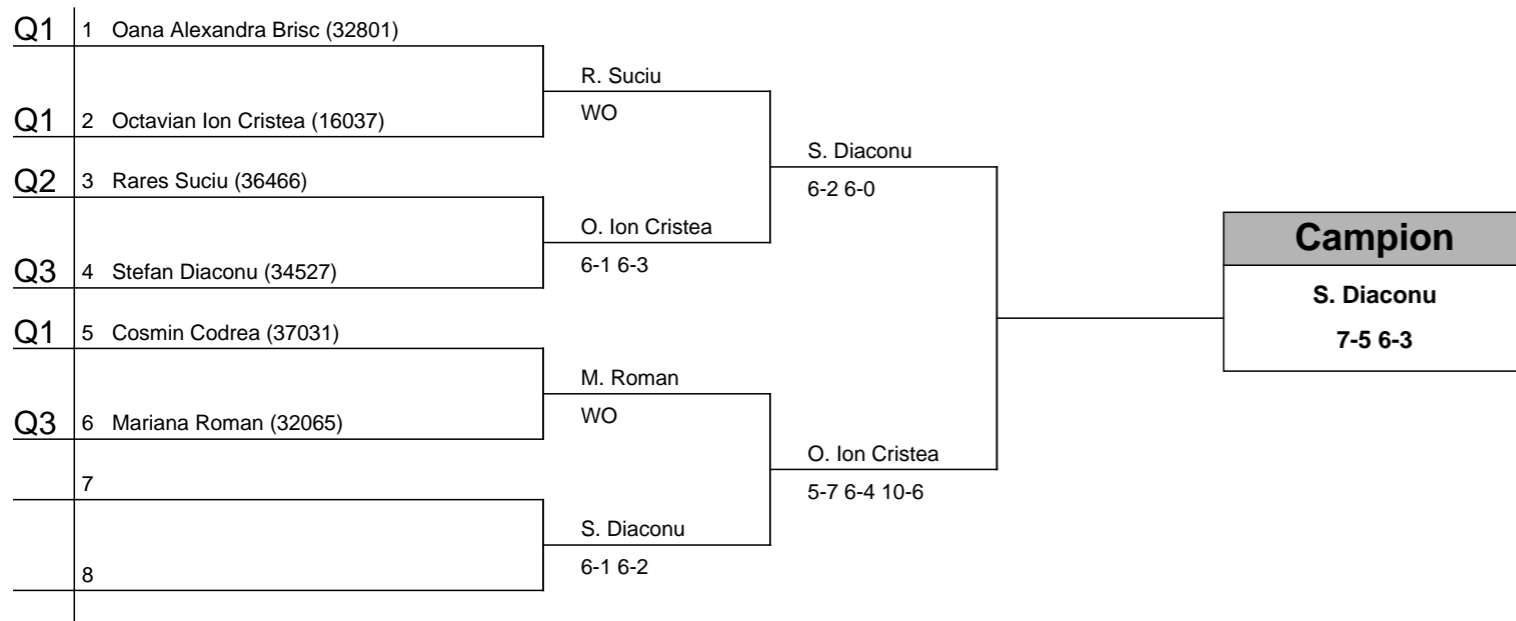 Q1 1 Oana Alexandra Brisc (32801)
R. Suciu
WO
Q1 2 Octavian Ion Cristea (16037)
S. Diaconu
6-2 6-0
Q2 3 Rares Suciu (36466)
O. Ion Cristea
6-1 6-3
Q3 4 Stefan Diaconu (34527)
Campion
S. Diaconu
7-5 6-3
Q1 5 Cosmin Codrea (37031)
M. Roman
WO
Q3 6 Mariana Roman (32065)
O. Ion Cristea
5-7 6-4 10-6
7
S. Diaconu
6-1 6-2
8